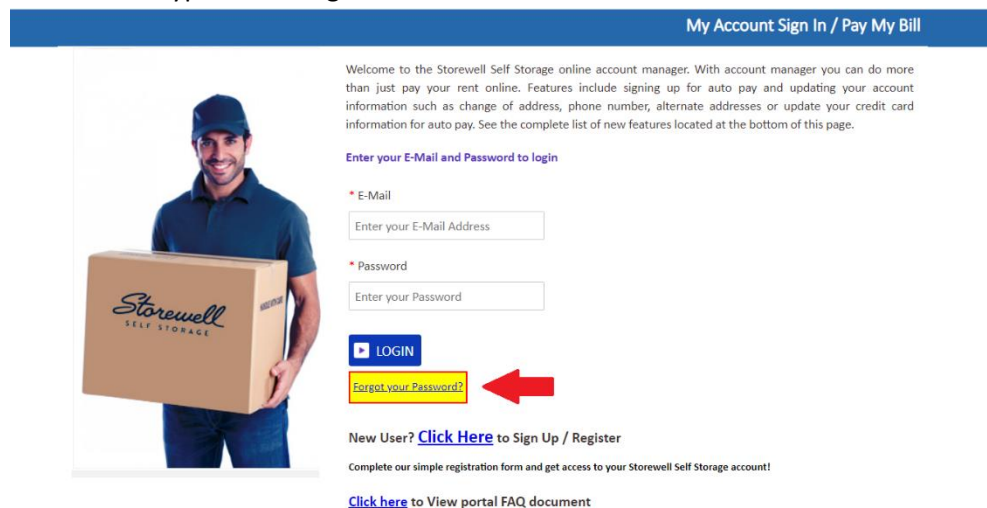 My Account Sign In / Pay My Bill
Welcome to the Storewell Self Storage online account manager. With account manager you can do more
than just pay your rent online. Features include signing up for auto pay and updating your account
information such as change of address, phone number, alternate addresses or update your credit card
information for auto pay. See the complete list of new features located at the bottom of this page.
Enter your E-Mail and Password to login
* E-Mail
Enter your E-Mail Address
* Password
Enter your Password
Storewell
SELF STORAGE
HANDLE WITH CARE
LOGIN
Forgot your Password?
New User? Click Here to Sign Up / Register
Complete our simple registration form and get access to your Storewell Self Storage account!
Click here to View portal FAQ document